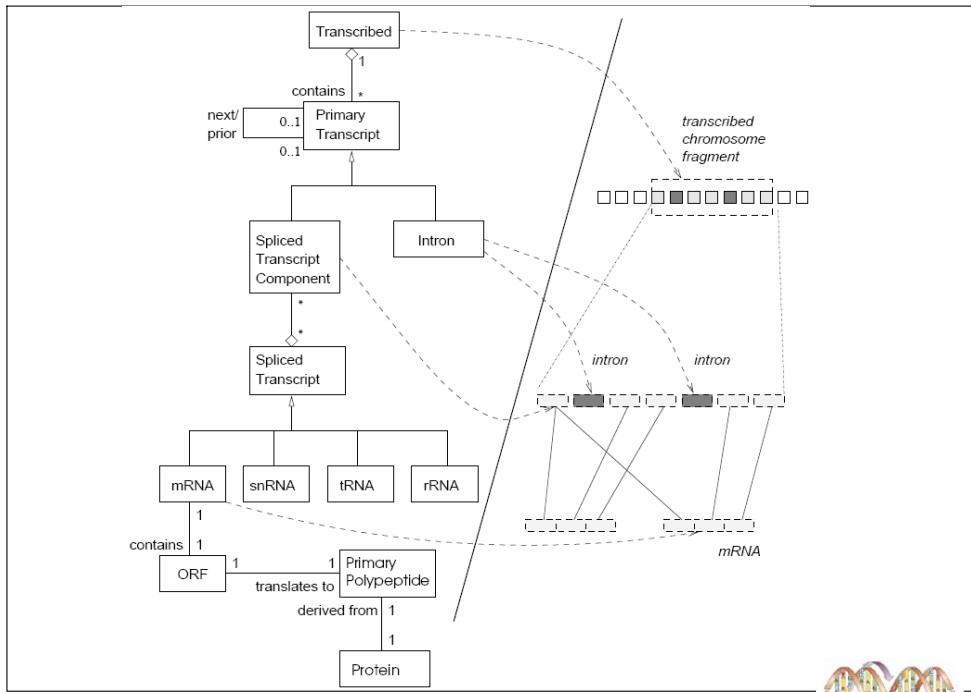 Transcribed
1
contains
*
next/
prior
0..1
0..1
Primary
Transcript
transcribed
chromosome
fragment
Spliced
Transcript
Component
Intron
*
*
Spliced
Transcript
intron
intron
mRNA
snRNA
tRNA
rRNA
1
contains
1
ORF
1
1
translates to
Primary
Polypeptide
mRNA
derived from
1
1
Protein